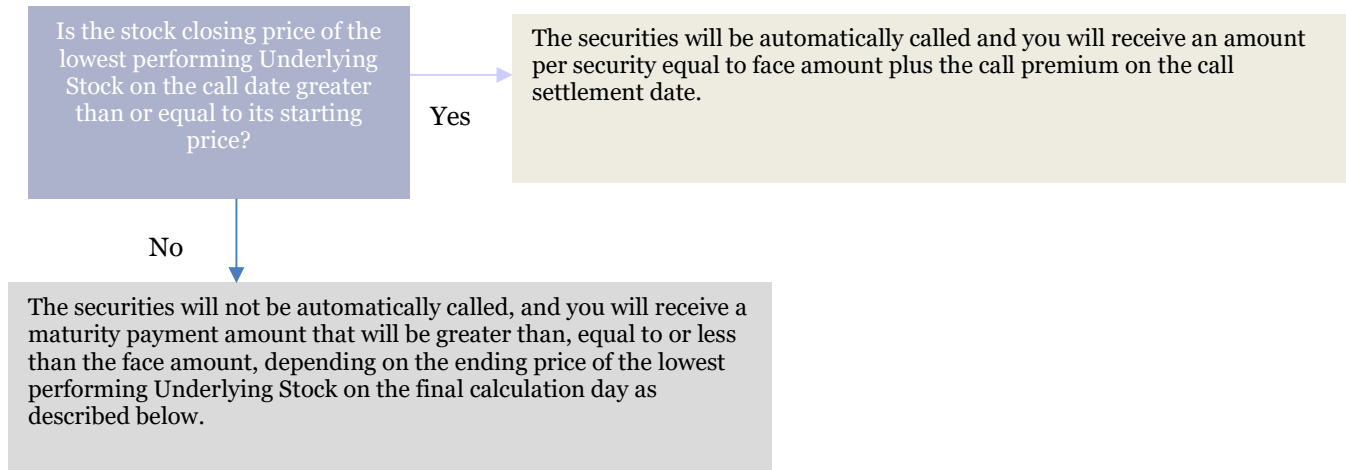 Is the stock closing price of the
lowest performing Underlying
Stock on the call date greater
than or equal to its starting
price?
The securities will be automatically called and you will receive an amount
per security equal to face amount plus the call premium on the call
settlement date.
Yes
No
The securities will not be automatically called, and you will receive a
maturity payment amount that will be greater than, equal to or less
than the face amount, depending on the ending price of the lowest
performing Underlying Stock on the final calculation day as
described below.